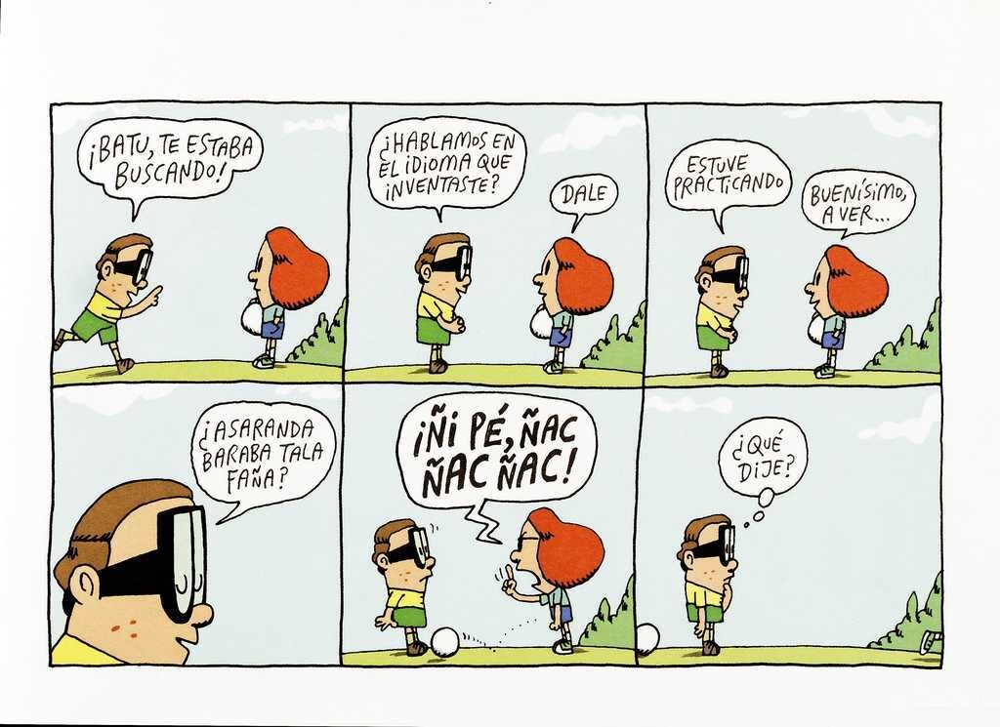 ¡BATU, TE ESTABA
BUSCANDO!
¿HABLAMOS EN
EL IDIOMA QUE
INVENTASTE?
DALE
ESTUVE
PRACTICANDO
BUENÍSIMO,
A VER...
¿ASARANDA
BARABA TALA
FAÑA?
¡ÑI PÉ, ÑAC
ÑAC ÑAC!
¿QUÉ
DIJE?